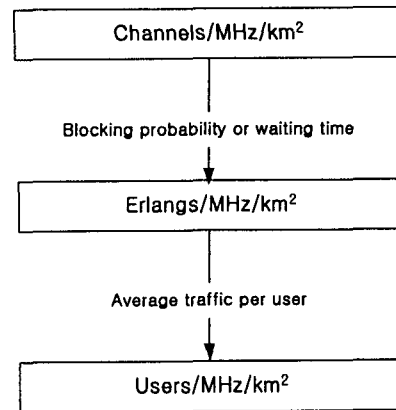 Channels/MHz/km²
Blocking probability or waiting time
Erlangs/MHz/km²
Average traffic per user
Users/MHz/km²